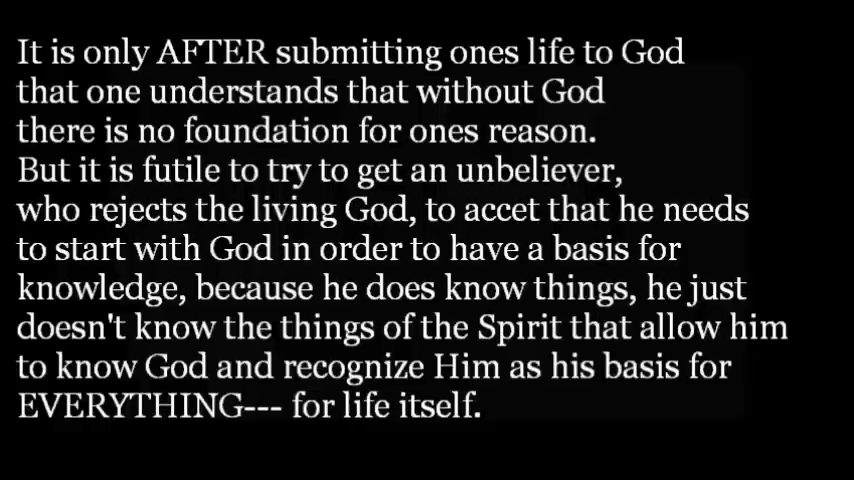 It is only AFTER submitting ones life to God
that one understands that without God
there is no foundation for ones reason.
But it is futile to try to get an unbeliever,
who rejects the living God, to accet that he needs
to start with God in order to have a basis for
knowledge, because he does know things, he just
doesn't know the things of the Spirit that allow him
to know God and recognize Him as his basis for
EVERYTHING--- for life itself.